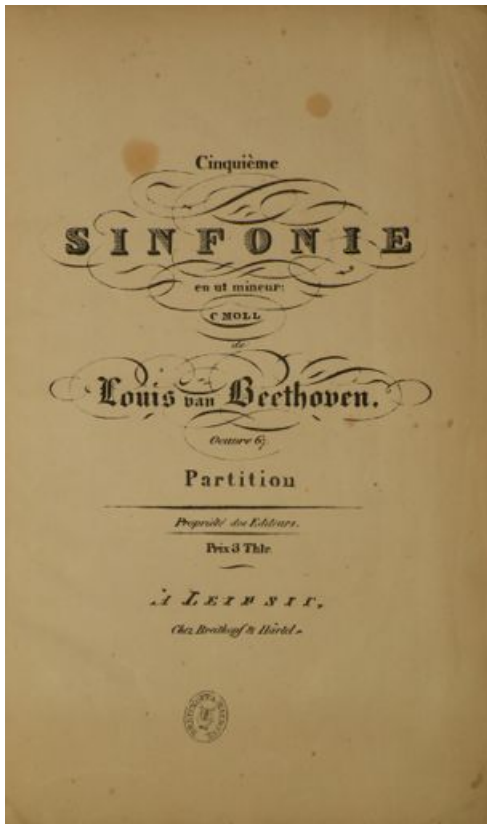 Cinquième
SINFONIE
en ut mineur:
C MOLL
de
Louis van Beethoven.
Oeuvre 67.
Partition
Propriété des Editeurs.
Prix 3 Thlr.
À LEIPSIC,
Chez Breitkopf & Härtel.